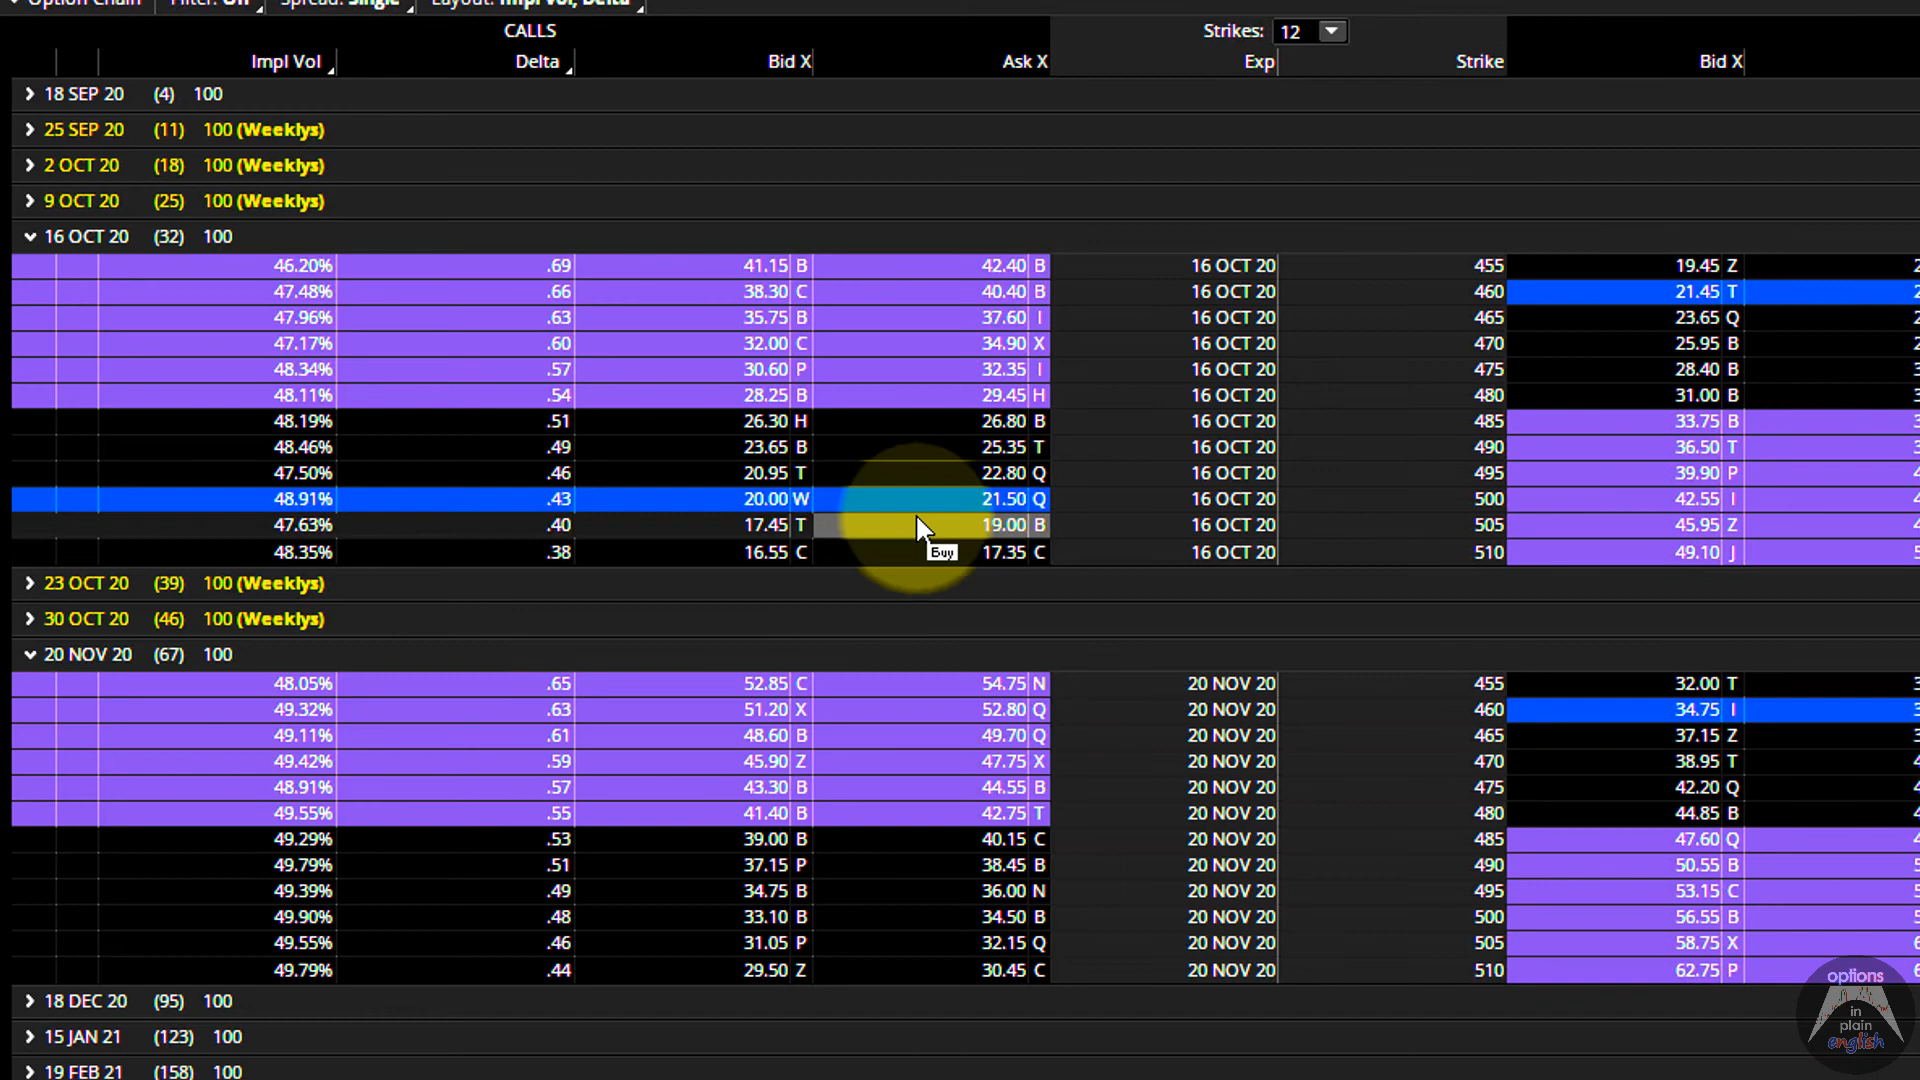 Option Chain Filter: Off Spread: Single Layout: Impl Vol, Delta
CALLS Strikes: 12
Impl Vol Delta Bid X Ask X Exp Strike Bid X
18 SEP 20 (4) 100
25 SEP 20 (11) 100 (Weeklys)
2 OCT 20 (18) 100 (Weeklys)
9 OCT 20 (25) 100 (Weeklys)
16 OCT 20 (32) 100
46.20% .69 41.15 B 42.40 B 16 OCT 20 455 19.45 Z
47.48% .66 38.30 C 40.40 B 16 OCT 20 460 21.45 T
47.96% .63 35.75 B 37.60 I 16 OCT 20 465 23.65 Q
47.17% .60 32.00 C 34.90 X 16 OCT 20 470 25.95 B
48.34% .57 30.60 P 32.35 I 16 OCT 20 475 28.40 B
48.11% .54 28.25 B 29.45 H 16 OCT 20 480 31.00 B
48.19% .51 26.30 H 26.80 B 16 OCT 20 485 33.75 B
48.46% .49 23.65 B 25.35 T 16 OCT 20 490 36.50 T
47.50% .46 20.95 T 22.80 Q 16 OCT 20 495 39.90 P
48.91% .43 20.00 W 21.50 Q 16 OCT 20 500 42.55 I
47.63% .40 17.45 T 19.00 B 16 OCT 20 505 45.95 Z
48.35% .38 16.55 C Buy 17.35 C 16 OCT 20 510 49.10 J
23 OCT 20 (39) 100 (Weeklys)
30 OCT 20 (46) 100 (Weeklys)
20 NOV 20 (67) 100
48.05% .65 52.85 C 54.75 N 20 NOV 20 455 32.00 T
49.32% .63 51.20 X 52.80 Q 20 NOV 20 460 34.75 I
49.11% .61 48.60 B 49.70 Q 20 NOV 20 465 37.15 Z
49.42% .59 45.90 Z 47.75 X 20 NOV 20 470 38.95 T
48.91% .57 43.30 B 44.55 B 20 NOV 20 475 42.20 Q
49.55% .55 41.40 B 42.75 T 20 NOV 20 480 44.85 B
49.29% .53 39.00 B 40.15 C 20 NOV 20 485 47.60 Q
49.79% .51 37.15 P 38.45 B 20 NOV 20 490 50.55 B
49.39% .49 34.75 B 36.00 N 20 NOV 20 495 53.15 C
49.90% .48 33.10 B 34.50 B 20 NOV 20 500 56.55 B
49.55% .46 31.05 P 32.15 Q 20 NOV 20 505 58.75 X
49.79% .44 29.50 Z 30.45 C 20 NOV 20 510 62.75 P
18 DEC 20 (95) 100
15 JAN 21 (123) 100
19 FEB 21 (158) 100
options
in
plain
english